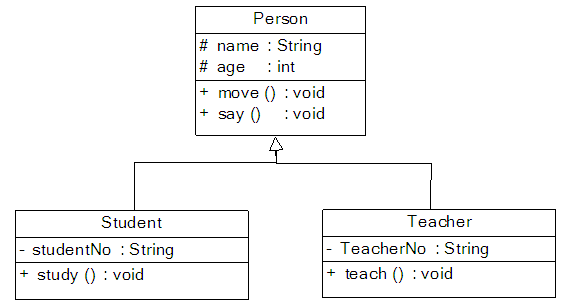 Person
# name : String
# age : int
+ move () : void
+ say () : void
Student
- studentNo : String
+ study () : void
Teacher
- TeacherNo : String
+ teach () : void